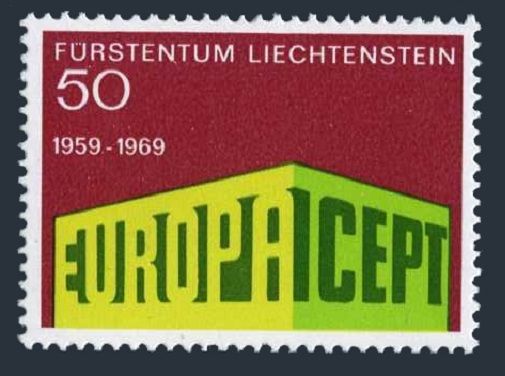 FÜRSTENTUM LIECHTENSTEIN
50
1959-1969
EUROPA CEPT